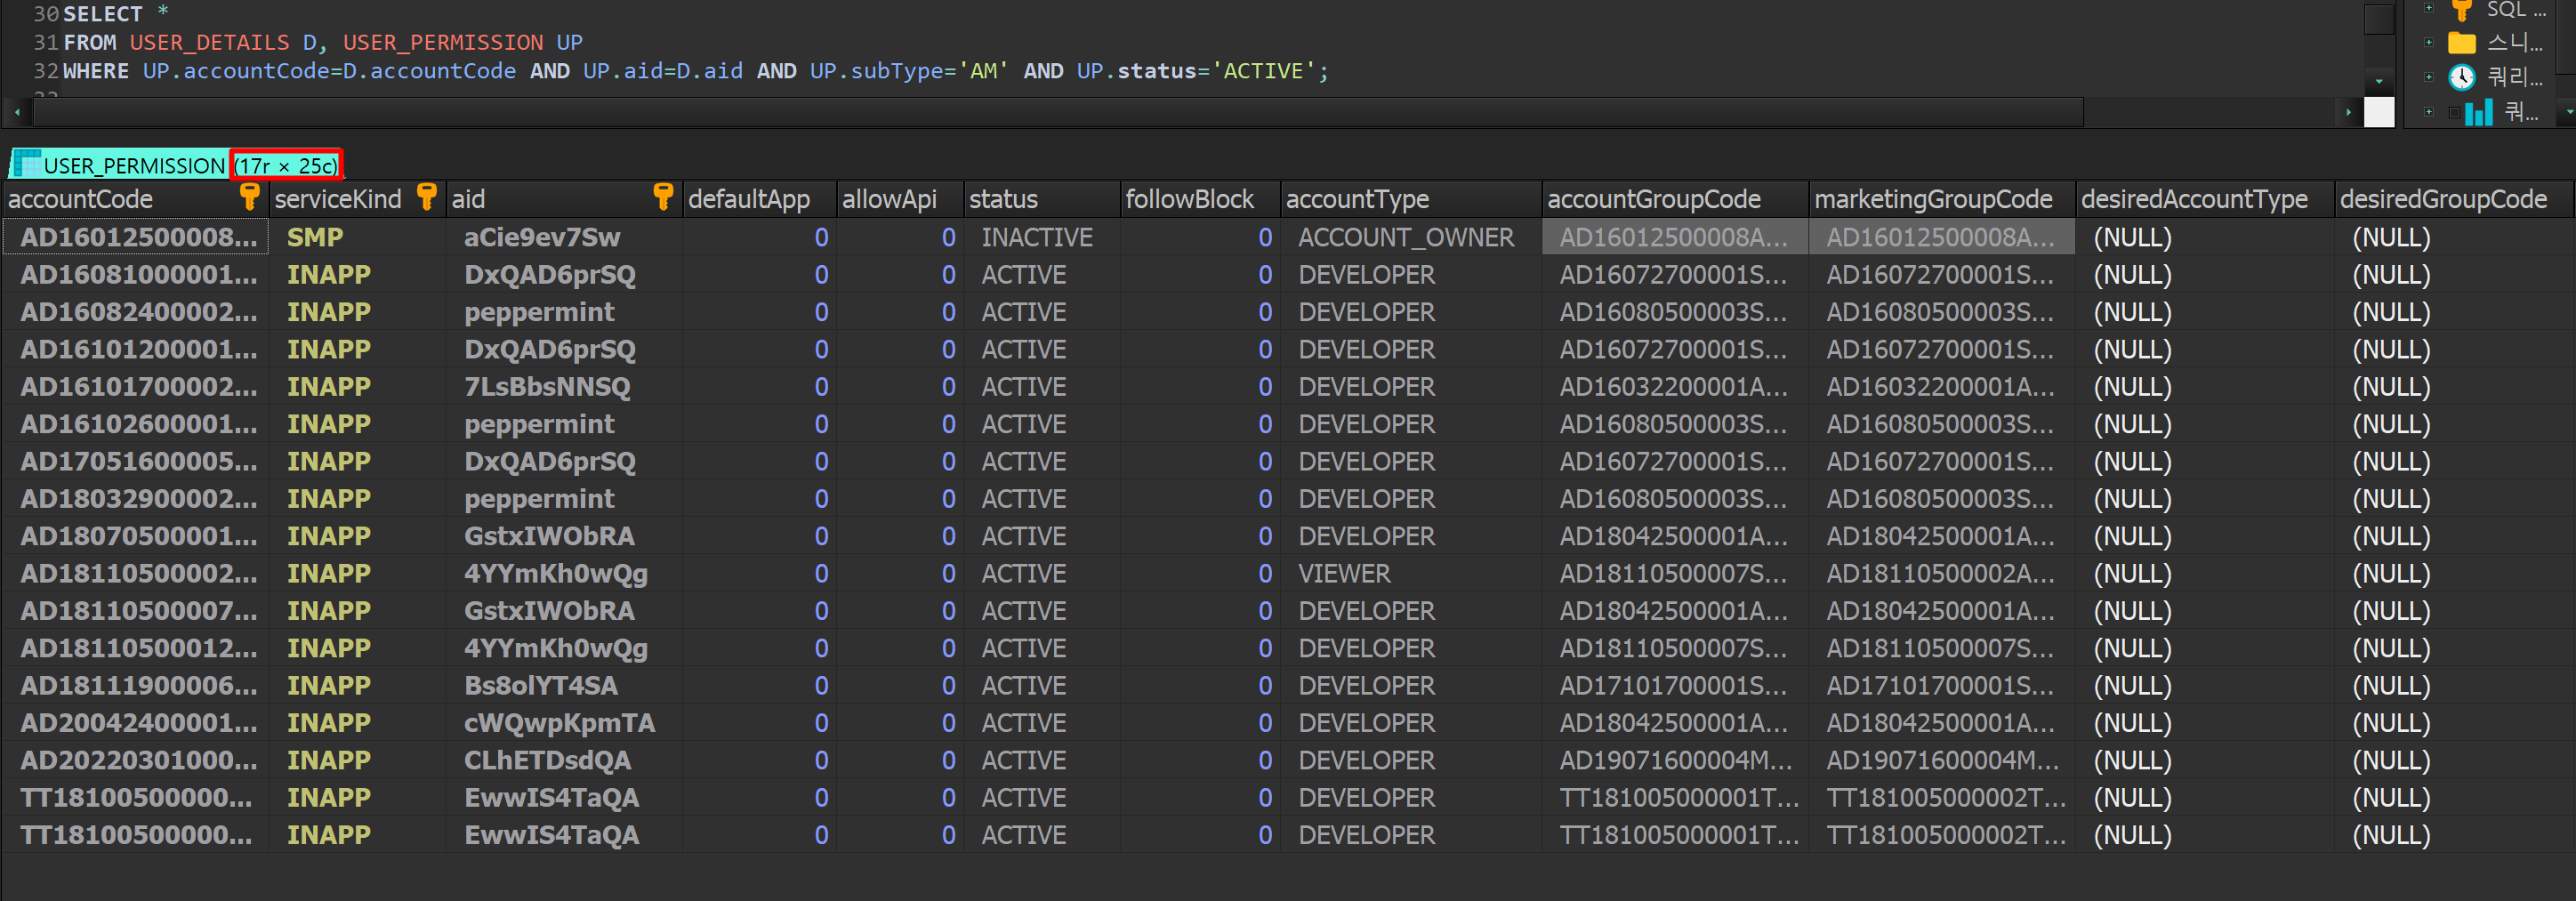 30 SELECT *
31 FROM USER_DETAILS D, USER_PERMISSION UP
32 WHERE UP.accountCode=D.accountCode AND UP.aid=D.aid AND UP.subType='AM' AND UP.status='ACTIVE';
33
SQL ...
스니...
쿼리...
쿼...
USER_PERMISSION (17r × 25c)
accountCode serviceKind aid defaultApp allowApi status followBlock accountType accountGroupCode marketingGroupCode desiredAccountType desiredGroupCode
AD16012500008... SMP aCie9ev7Sw 0 0 INACTIVE 0 ACCOUNT_OWNER AD16012500008A... AD16012500008A... (NULL) (NULL)
AD16081000001... INAPP DxQAD6prSQ 0 0 ACTIVE 0 DEVELOPER AD16072700001S... AD16072700001S... (NULL) (NULL)
AD16082400002... INAPP peppermint 0 0 ACTIVE 0 DEVELOPER AD16080500003S... AD16080500003S... (NULL) (NULL)
AD16101200001... INAPP DxQAD6prSQ 0 0 ACTIVE 0 DEVELOPER AD16072700001S... AD16072700001S... (NULL) (NULL)
AD16101700002... INAPP 7LsBbsNNSQ 0 0 ACTIVE 0 DEVELOPER AD16032200001A... AD16032200001A... (NULL) (NULL)
AD16102600001... INAPP peppermint 0 0 ACTIVE 0 DEVELOPER AD16080500003S... AD16080500003S... (NULL) (NULL)
AD17051600005... INAPP DxQAD6prSQ 0 0 ACTIVE 0 DEVELOPER AD16072700001S... AD16072700001S... (NULL) (NULL)
AD18032900002... INAPP peppermint 0 0 ACTIVE 0 DEVELOPER AD16080500003S... AD16080500003S... (NULL) (NULL)
AD18070500001... INAPP GstxIWObRA 0 0 ACTIVE 0 DEVELOPER AD18042500001A... AD18042500001A... (NULL) (NULL)
AD18110500002... INAPP 4YYmKh0wQg 0 0 ACTIVE 0 VIEWER AD18110500007S... AD18110500002A... (NULL) (NULL)
AD18110500007... INAPP GstxIWObRA 0 0 ACTIVE 0 DEVELOPER AD18042500001A... AD18042500001A... (NULL) (NULL)
AD18110500012... INAPP 4YYmKh0wQg 0 0 ACTIVE 0 DEVELOPER AD18110500007S... AD18110500007S... (NULL) (NULL)
AD18111900006... INAPP Bs8olYT4SA 0 0 ACTIVE 0 DEVELOPER AD17101700001S... AD17101700001S... (NULL) (NULL)
AD20042400001... INAPP cWQwpKpmTA 0 0 ACTIVE 0 DEVELOPER AD18042500001A... AD18042500001A... (NULL) (NULL)
AD20220301000... INAPP CLhETDsdQA 0 0 ACTIVE 0 DEVELOPER AD19071600004M... AD19071600004M... (NULL) (NULL)
TT18100500000... INAPP EwwIS4TaQA 0 0 ACTIVE 0 DEVELOPER TT181005000001T... TT181005000002T... (NULL) (NULL)
TT18100500000... INAPP EwwIS4TaQA 0 0 ACTIVE 0 DEVELOPER TT181005000001T... TT181005000002T... (NULL) (NULL)